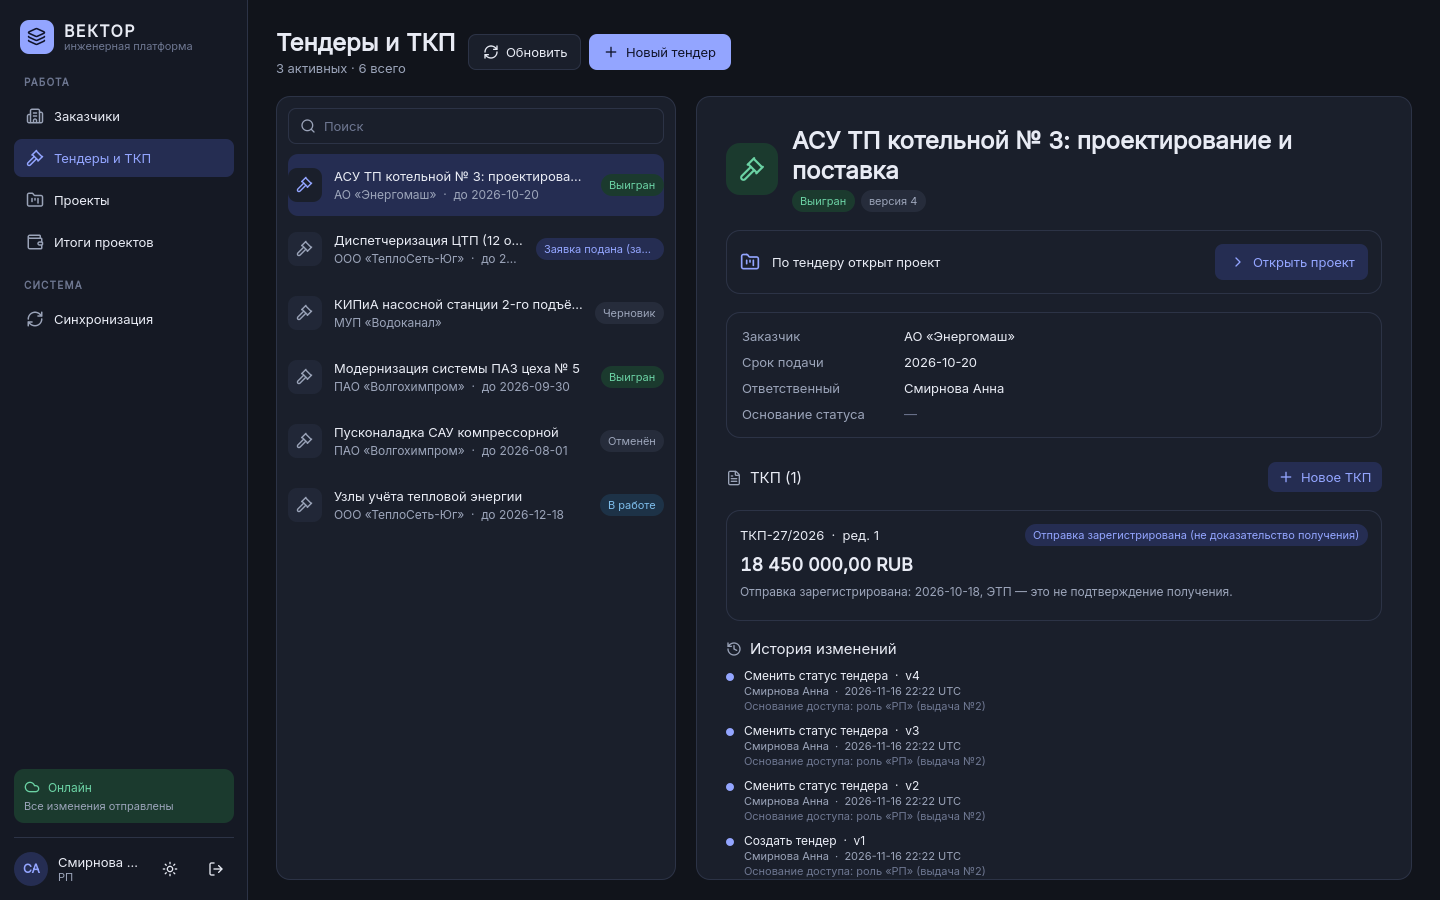 ВЕКТОР
инженерная платформа
РАБОТА
Заказчики
Тендеры и ТКП
Проекты
Итоги проектов
СИСТЕМА
Синхронизация
Онлайн
Все изменения отправлены
СА
Смирнова ...
РП
Тендеры и ТКП
3 активных · 6 всего
Обновить
Новый тендер
Поиск
АСУ ТП котельной № 3: проектирова...
АО «Энергомаш» · до 2026-10-20
Выигран
Диспетчеризация ЦТП (12 о...
ООО «ТеплоСеть-Юг» · до 2...
Заявка подана (за...
КИПиА насосной станции 2-го подъё...
МУП «Водоканал»
Черновик
Модернизация системы ПАЗ цеха № 5
ПАО «Волгохимпром» · до 2026-09-30
Выигран
Пусконаладка САУ компрессорной
ПАО «Волгохимпром» · до 2026-08-01
Отменён
Узлы учёта тепловой энергии
ООО «ТеплоСеть-Юг» · до 2026-12-18
В работе
АСУ ТП котельной № 3: проектирование и
поставка
Выигран
версия 4
По тендеру открыт проект
Открыть проект
Заказчик АО «Энергомаш»
Срок подачи 2026-10-20
Ответственный Смирнова Анна
Основание статуса —
ТКП (1)
Новое ТКП
ТКП-27/2026 · ред. 1
Отправка зарегистрирована (не доказательство получения)
18 450 000,00 RUB
Отправка зарегистрирована: 2026-10-18, ЭТП — это не подтверждение получения.
История изменений
Сменить статус тендера · v4
Смирнова Анна · 2026-11-16 22:22 UTC
Основание доступа: роль «РП» (выдача №2)
Сменить статус тендера · v3
Смирнова Анна · 2026-11-16 22:22 UTC
Основание доступа: роль «РП» (выдача №2)
Сменить статус тендера · v2
Смирнова Анна · 2026-11-16 22:22 UTC
Основание доступа: роль «РП» (выдача №2)
Создать тендер · v1
Смирнова Анна · 2026-11-16 22:22 UTC
Основание доступа: роль «РП» (выдача №2)